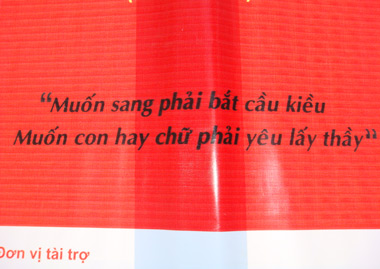 “Muốn sang phải bắt cầu kiều
Muốn con hay chữ phải yêu lấy thầy”
Đơn vị tài trợ